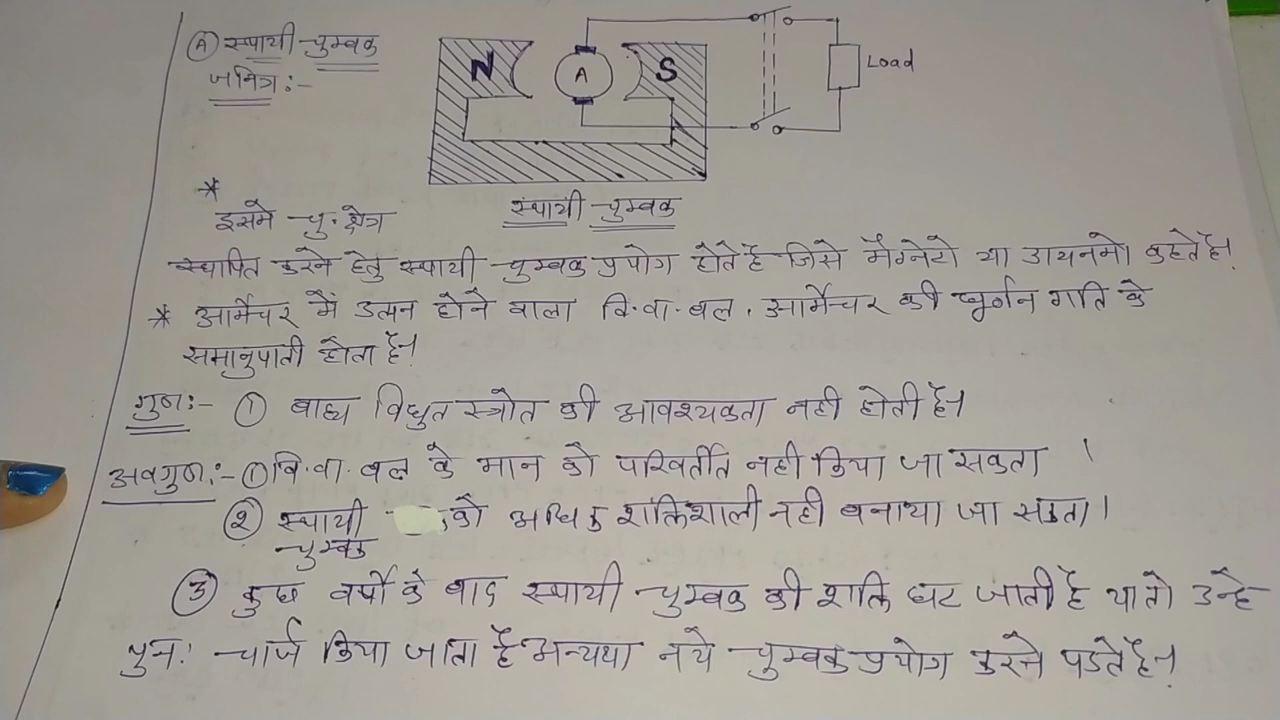 (A) स्थायी चुम्बक
जनित्र:-
N
A
S
Load
स्थायी चुम्बक
* इसमे चु. क्षेत्र
स्थापित करने हेतु स्थायी चुम्बक प्रयोग होते है जिसे मैग्नेटो या डायनमो कहते है।
* आर्मेचर मैं उत्पन होने वाला वि.वा.बल. आर्मेचर की घूर्णन गति के
समानुपाती होता है।
गुण:- ① बाह्य विधुत स्त्रोत की आवश्यकता नही होती है।
अवगुण:- ① वि.वा.बल के मान को परिवर्तीत नही किया जा सकता ।
② स्थायी को अधिक शक्तिशाली नही बनाया जा सकता।
चुम्बक
③ कुछ वर्षो के बाद स्थायी चुम्बक की शक्ति घट जाती है या तो उन्हे
पुन: चार्ज किया जाता है अन्यथा नये चुम्बक प्रयोग करने पडते है।